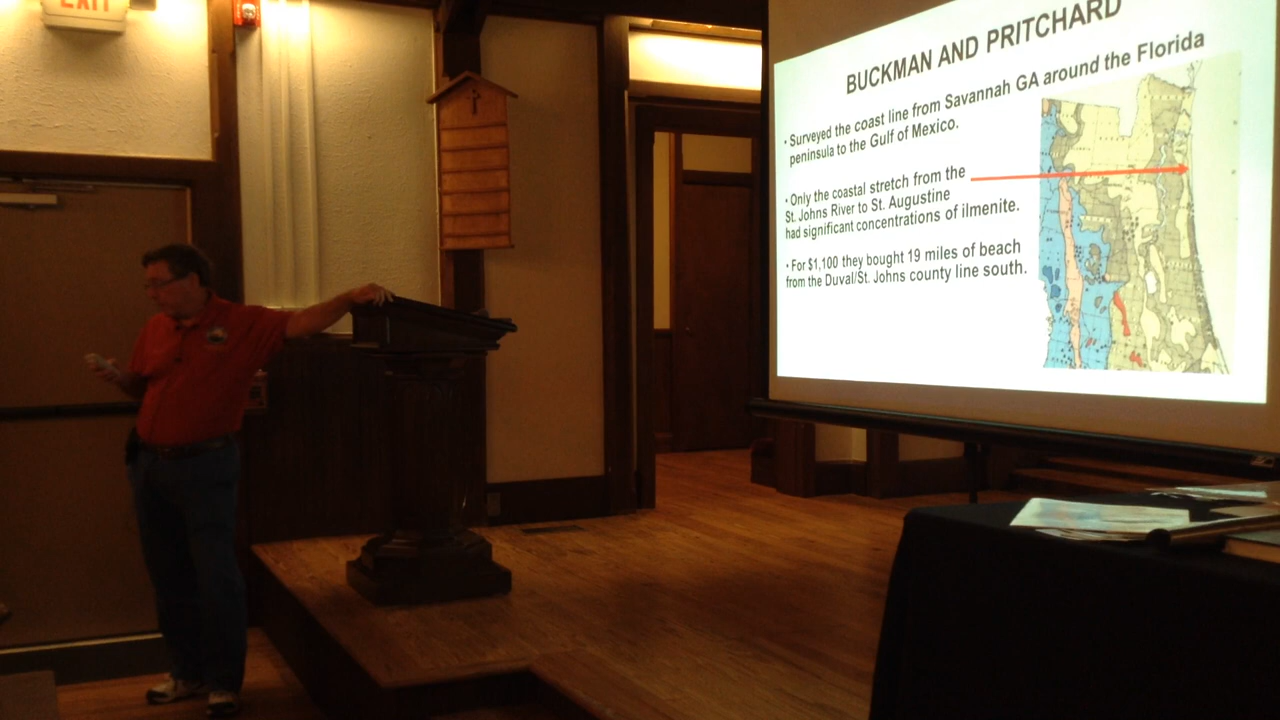 EXIT
BUCKMAN AND PRITCHARD
• Surveyed the coast line from Savannah GA around the Florida
peninsula to the Gulf of Mexico.
• Only the coastal stretch from the
St. Johns River to St. Augustine
had significant concentrations of ilmenite.
• For $1,100 they bought 19 miles of beach
from the Duval/St. Johns county line south.